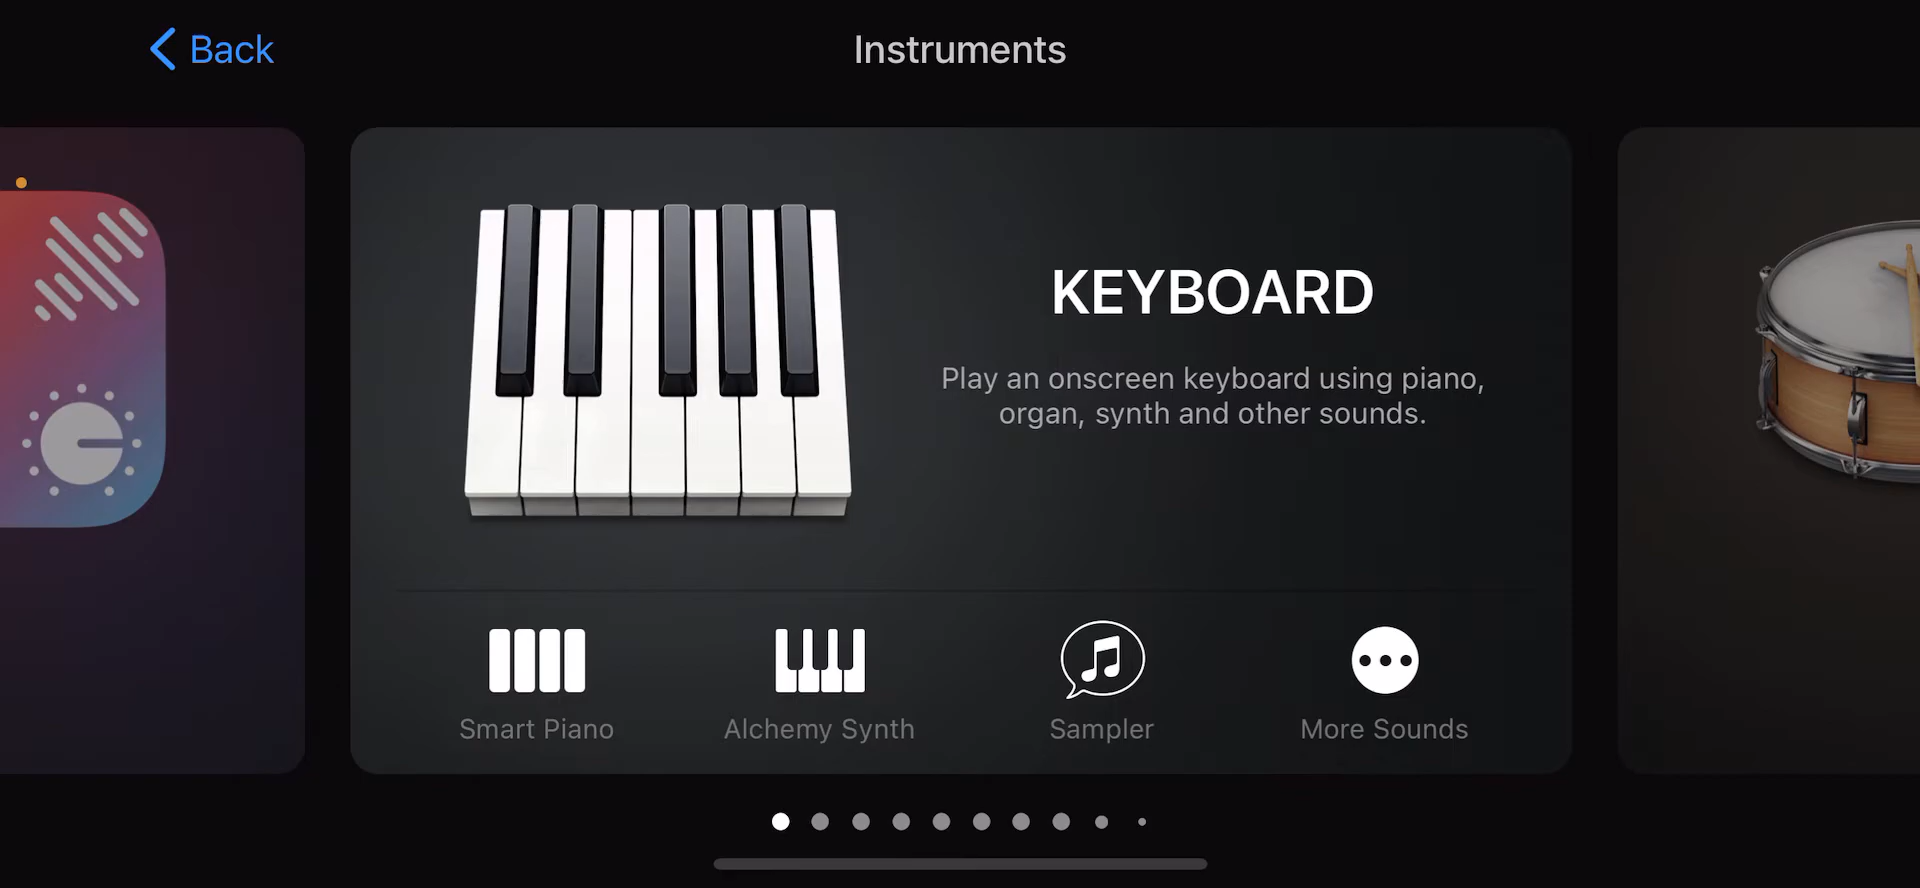 Back
Instruments
KEYBOARD
Play an onscreen keyboard using piano,
organ, synth and other sounds.
Smart Piano
Alchemy Synth
Sampler
More Sounds